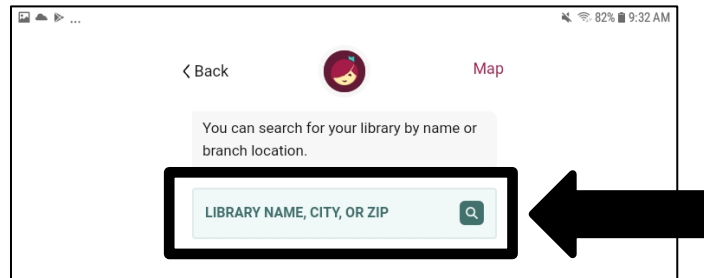 ... 82% 9:32 AM
Back Map
You can search for your library by name or
branch location.
LIBRARY NAME, CITY, OR ZIP